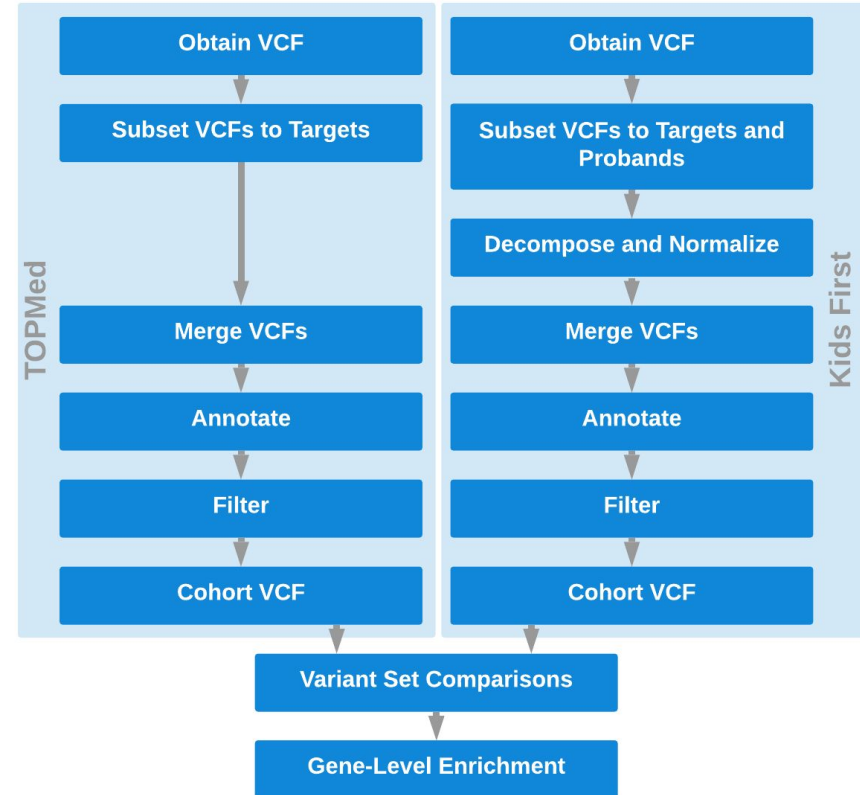 TOPMed
Obtain VCF
Subset VCFs to Targets
Merge VCFs
Annotate
Filter
Cohort VCF
Kids First
Obtain VCF
Subset VCFs to Targets and
Probands
Decompose and Normalize
Merge VCFs
Annotate
Filter
Cohort VCF
Variant Set Comparisons
Gene-Level Enrichment